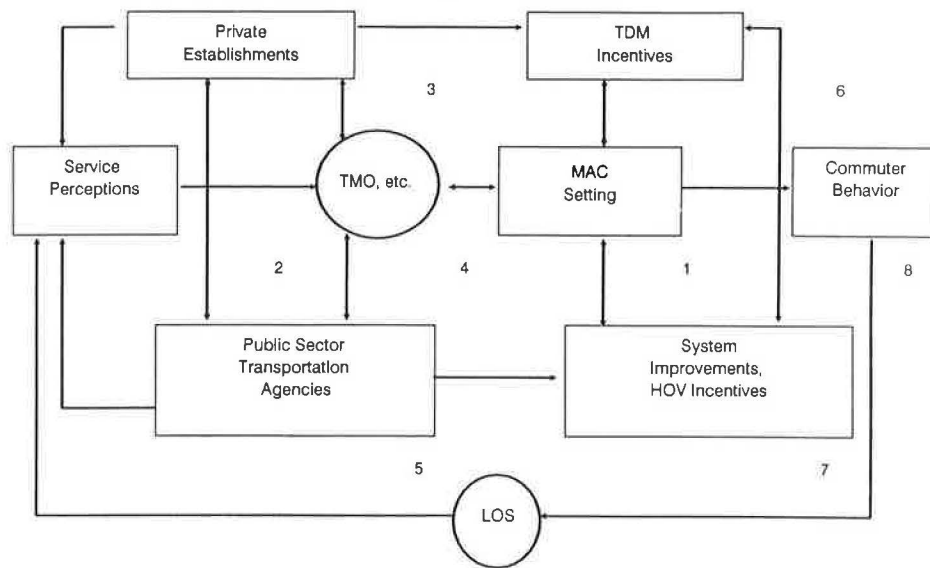 Private
Establishments
TDM
Incentives
3
6
Service
Perceptions
TMO, etc.
MAC
Setting
Commuter
Behavior
2
4
1
8
Public Sector
Transportation
Agencies
System
Improvements,
HOV Incentives
5
7
LOS